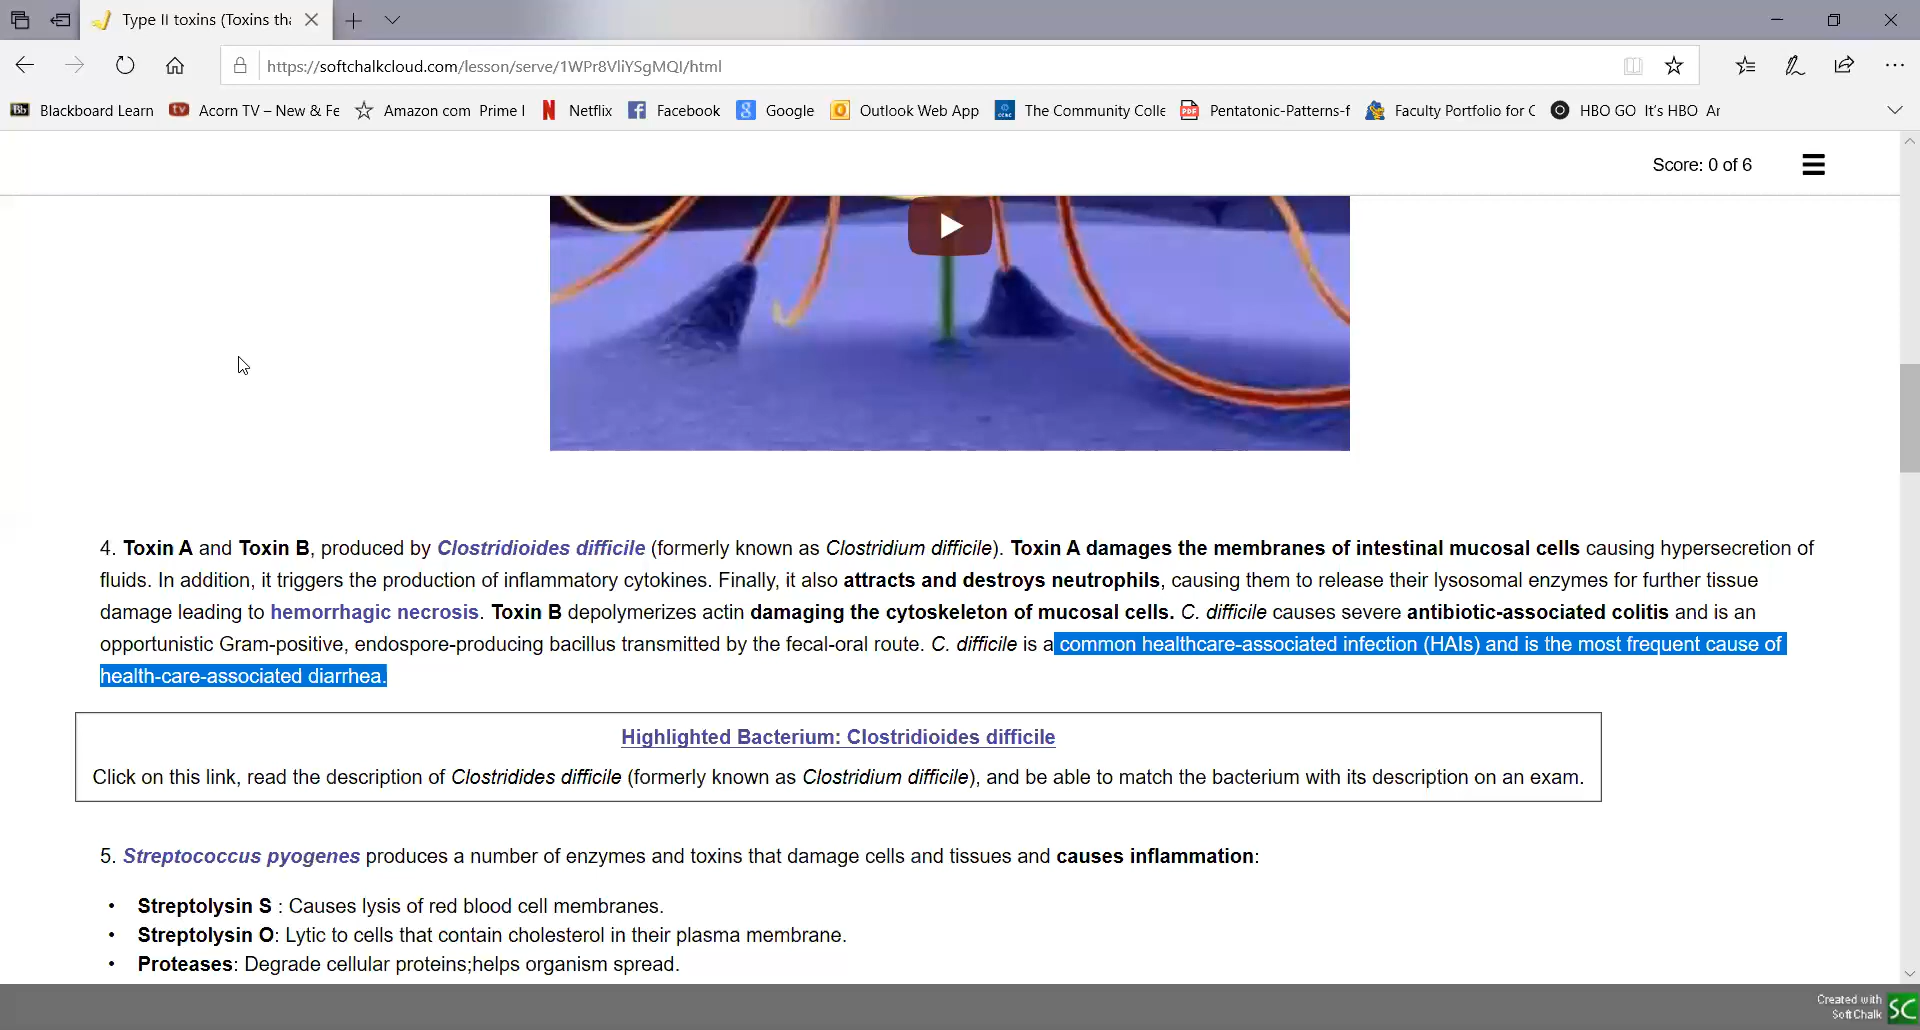 Type II toxins (Toxins tha
https://softchalkcloud.com/lesson/serve/1WPr8VliYSgMQI/html
Bb Blackboard Learn tv Acorn TV – New & Fe Amazon com Prime I N Netflix f Facebook 8 Google O Outlook Web App The Community Colle PDF Pentatonic-Patterns-f Faculty Portfolio for C HBO GO It's HBO Ar
Score: 0 of 6
4. Toxin A and Toxin B, produced by Clostridioides difficile (formerly known as Clostridium difficile). Toxin A damages the membranes of intestinal mucosal cells causing hypersecretion of
fluids. In addition, it triggers the production of inflammatory cytokines. Finally, it also attracts and destroys neutrophils, causing them to release their lysosomal enzymes for further tissue
damage leading to hemorrhagic necrosis. Toxin B depolymerizes actin damaging the cytoskeleton of mucosal cells. C. difficile causes severe antibiotic-associated colitis and is an
opportunistic Gram-positive, endospore-producing bacillus transmitted by the fecal-oral route. C. difficile is a common healthcare-associated infection (HAIs) and is the most frequent cause of
health-care-associated diarrhea.
Highlighted Bacterium: Clostridioides difficile
Click on this link, read the description of Clostridides difficile (formerly known as Clostridium difficile), and be able to match the bacterium with its description on an exam.
5. Streptococcus pyogenes produces a number of enzymes and toxins that damage cells and tissues and causes inflammation:
• Streptolysin S : Causes lysis of red blood cell membranes.
• Streptolysin O: Lytic to cells that contain cholesterol in their plasma membrane.
• Proteases: Degrade cellular proteins;helps organism spread.
Created with
SoftChalk SC